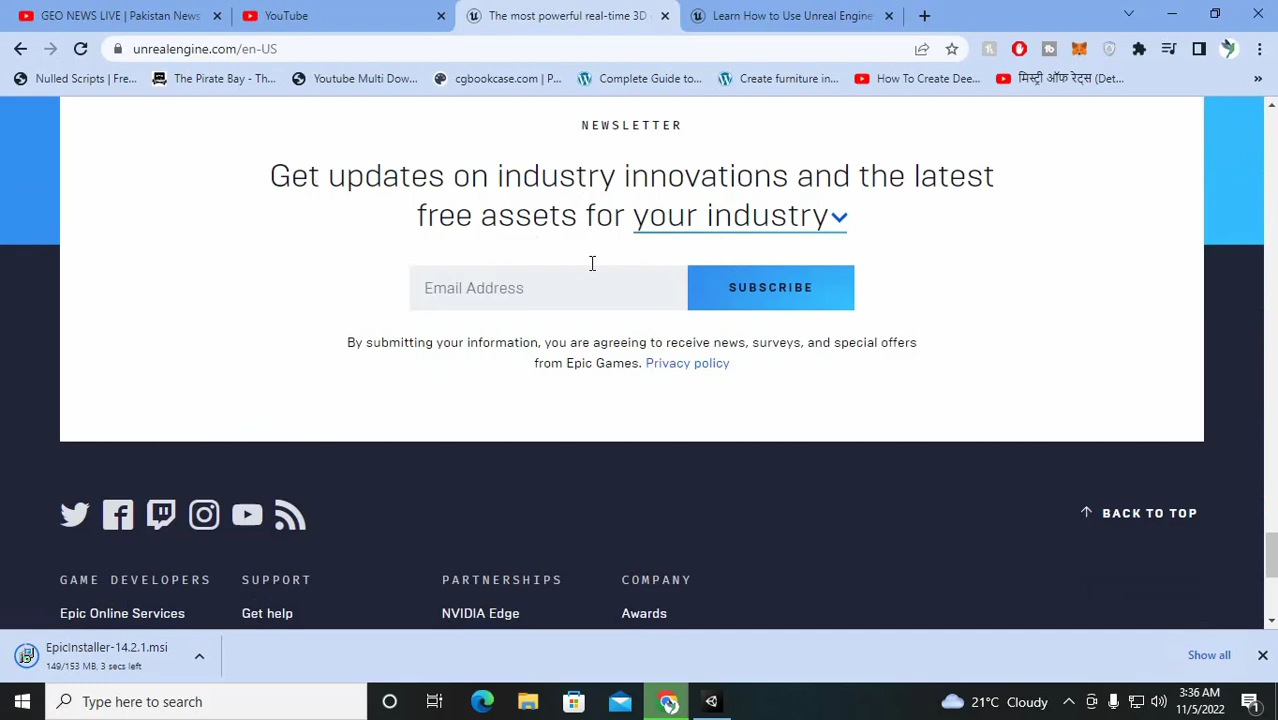 GEO NEWS LIVE | Pakistan News
YouTube
The most powerful real-time 3D
Learn How to Use Unreal Engine
unrealengine.com/en-US
Nulled Scripts | Fre...
The Pirate Bay - Th...
Youtube Multi Dow...
cgbookcase.com | P...
Complete Guide to...
Create furniture in...
How To Create Dee...
मिस्ट्री ऑफ रेट्स (Det...
NEWSLETTER
Get updates on industry innovations and the latest
free assets for your industry
Email Address
SUBSCRIBE
By submitting your information, you are agreeing to receive news, surveys, and special offers
from Epic Games. Privacy policy
BACK TO TOP
GAME DEVELOPERS
SUPPORT
PARTNERSHIPS
COMPANY
Epic Online Services
Get help
NVIDIA Edge
Awards
EpicInstaller-14.2.1.msi
149/153 MB, 3 secs left
Show all
Type here to search
21°C Cloudy
3:36 AM
11/5/2022
1